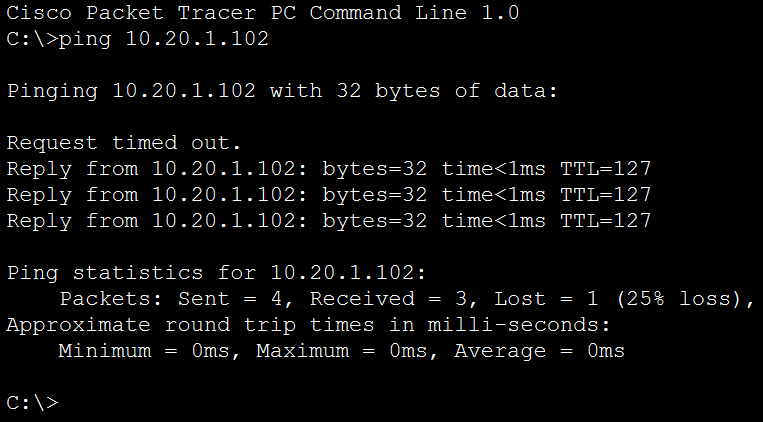 Cisco Packet Tracer PC Command Line 1.0
C:\>ping 10.20.1.102
Pinging 10.20.1.102 with 32 bytes of data:
Request timed out.
Reply from 10.20.1.102: bytes=32 time<1ms TTL=127
Reply from 10.20.1.102: bytes=32 time<1ms TTL=127
Reply from 10.20.1.102: bytes=32 time<1ms TTL=127
Ping statistics for 10.20.1.102:
    Packets: Sent = 4, Received = 3, Lost = 1 (25% loss),
Approximate round trip times in milli-seconds:
    Minimum = 0ms, Maximum = 0ms, Average = 0ms
C:\>